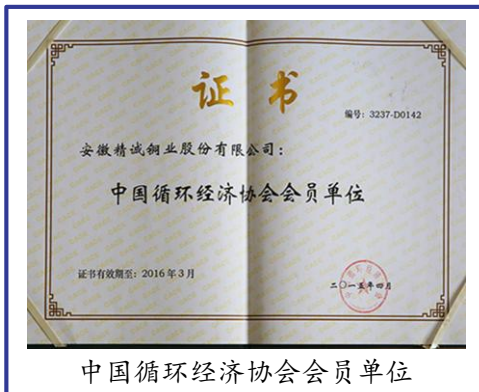 证书
编号：3237-D0142
安徽精诚铜业股份有限公司：
中国循环经济协会会员单位
证书有效期至：2016年3月
二〇一五年四月
中国循环经济协会会员单位